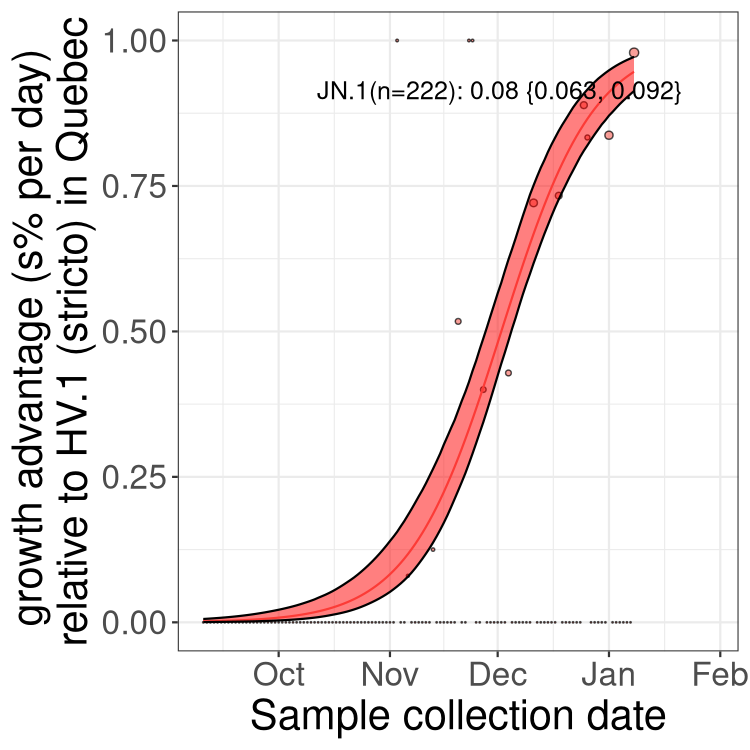 growth advantage (s% per day)
relative to HV.1 (stricto) in Quebec
1.00
0.75
0.50
0.25
0.00
JN.1(n=222): 0.08 {0.063, 0.092}
Oct Nov Dec Jan Feb
Sample collection date